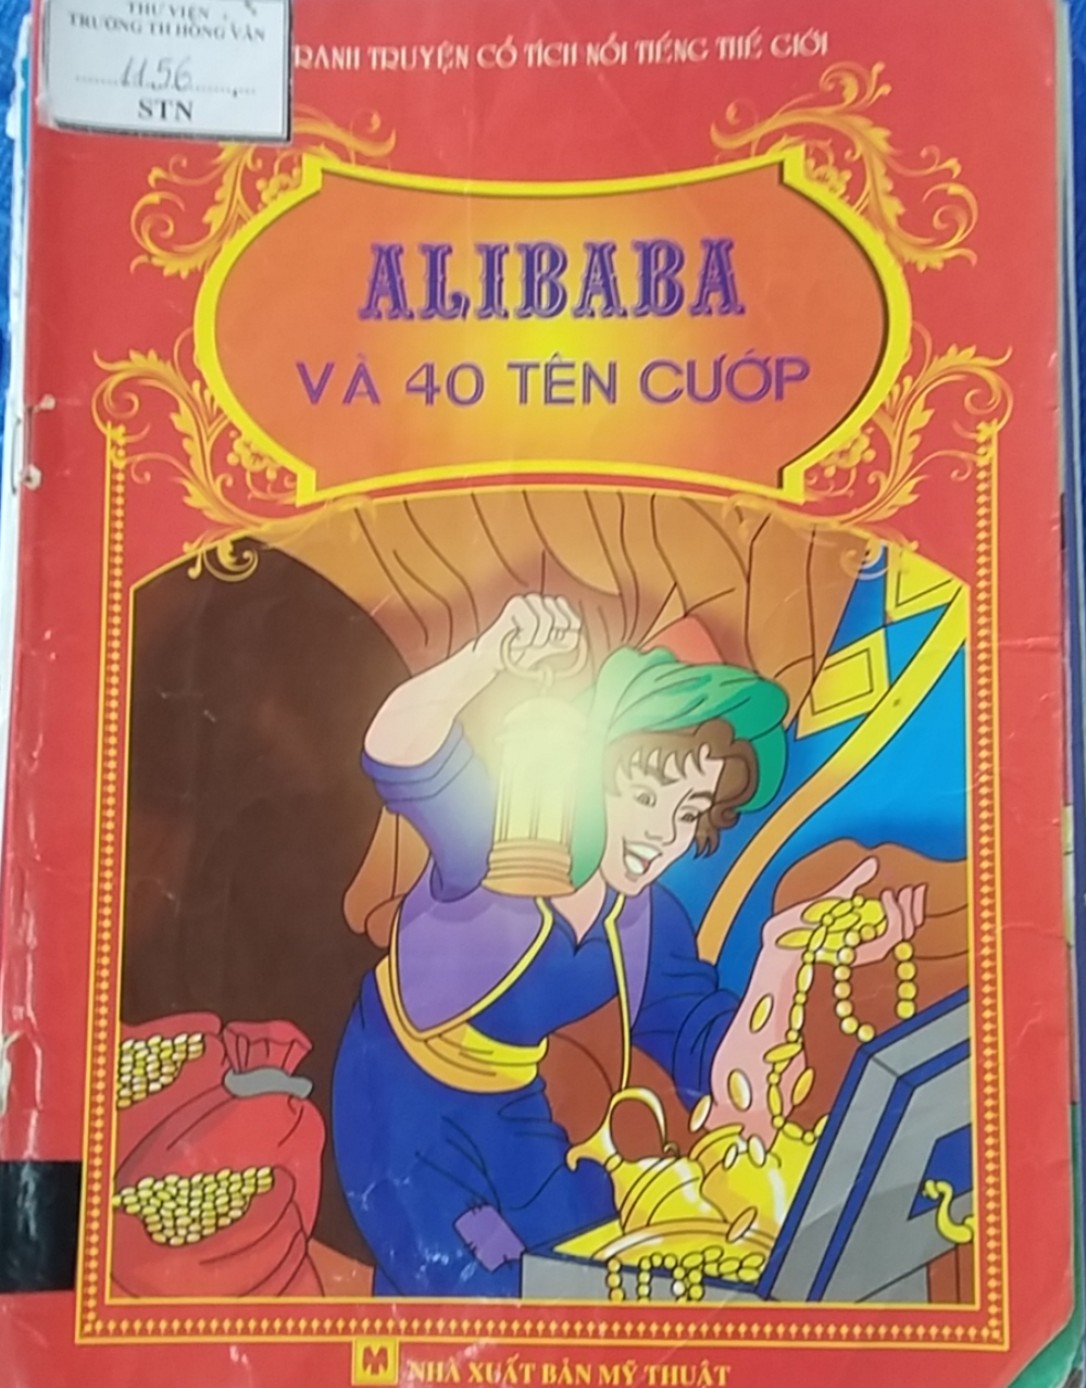 THƯ VIỆN
TRƯỜNG TH HỒNG VÂN
1156
STN
TRANH TRUYỆN CỔ TÍCH NỔI TIẾNG THẾ GIỚI
ALIBABA
VÀ 40 TÊN CƯỚP
NHÀ XUẤT BẢN MỸ THUẬT